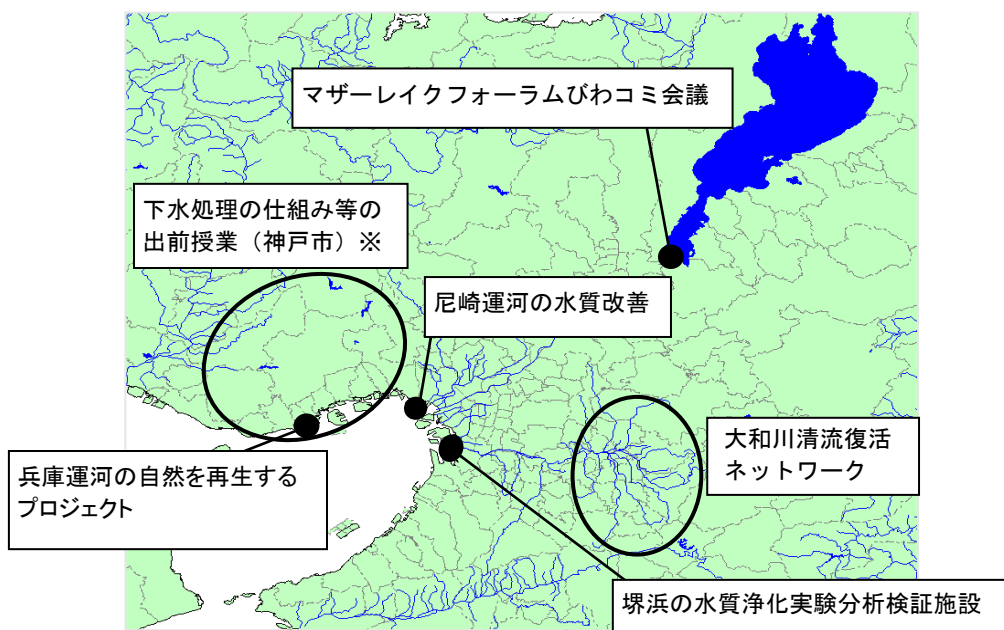 マザーレイクフォーラムびわコミ会議
下水処理の仕組み等の
出前授業（神戸市）※
尼崎運河の水質改善
大和川清流復活
ネットワーク
兵庫運河の自然を再生する
プロジェクト
堺浜の水質浄化実験分析検証施設